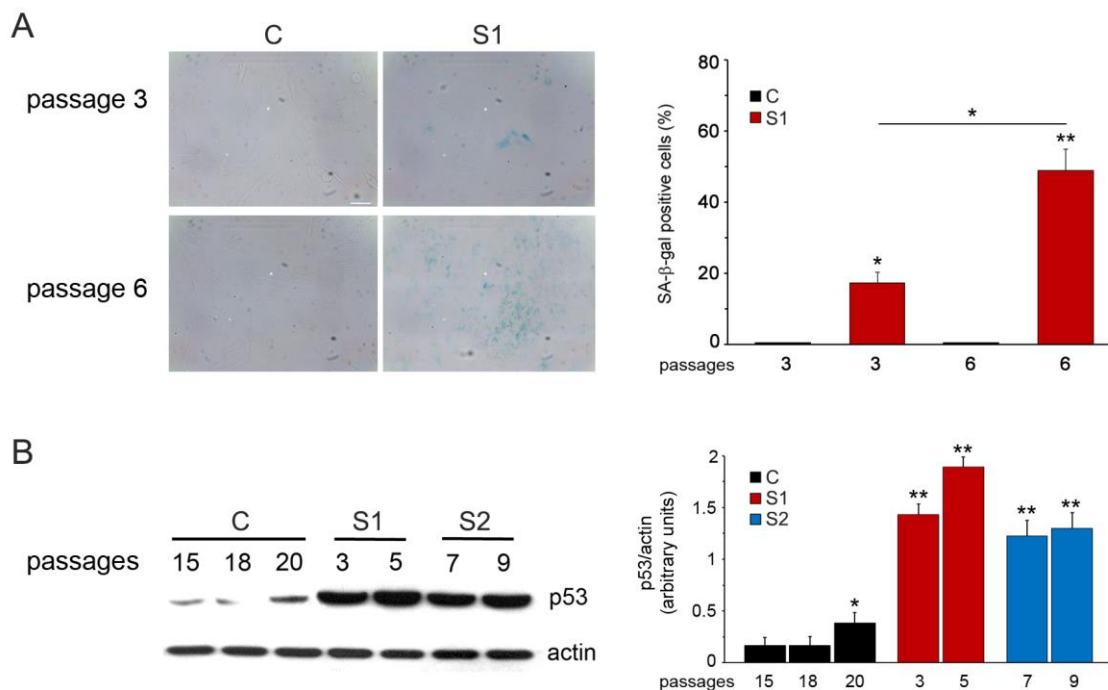 A
C S1
passage 3
passage 6
SA-β-gal positive cells (%)
80
60
40
20
0
C
S1
*
*
**
passages 3 3 6 6
B
C S1 S2
passages 15 18 20 3 5 7 9
p53
actin
p53/actin
(arbitrary units)
2
1.5
1
0.5
0
C
S1
S2
*
**
**
**
**
passages 15 18 20 3 5 7 9